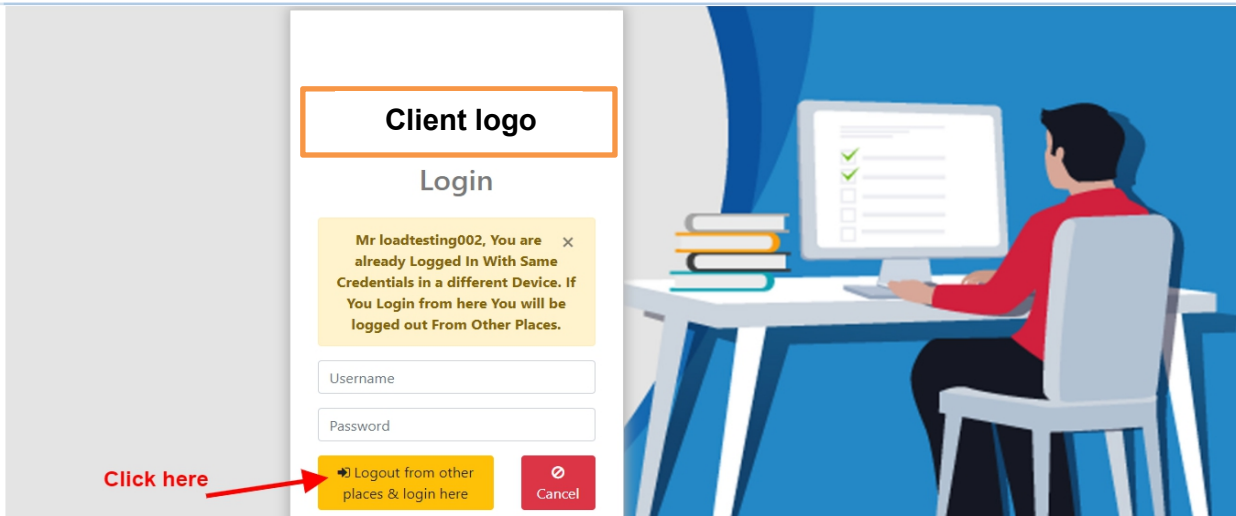 Client logo
Login
Mr loadtesting002, You are ×
already Logged In With Same
Credentials in a different Device. If
You Login from here You will be
logged out From Other Places.
Username
Password
Click here
Logout from other
places & login here
Cancel